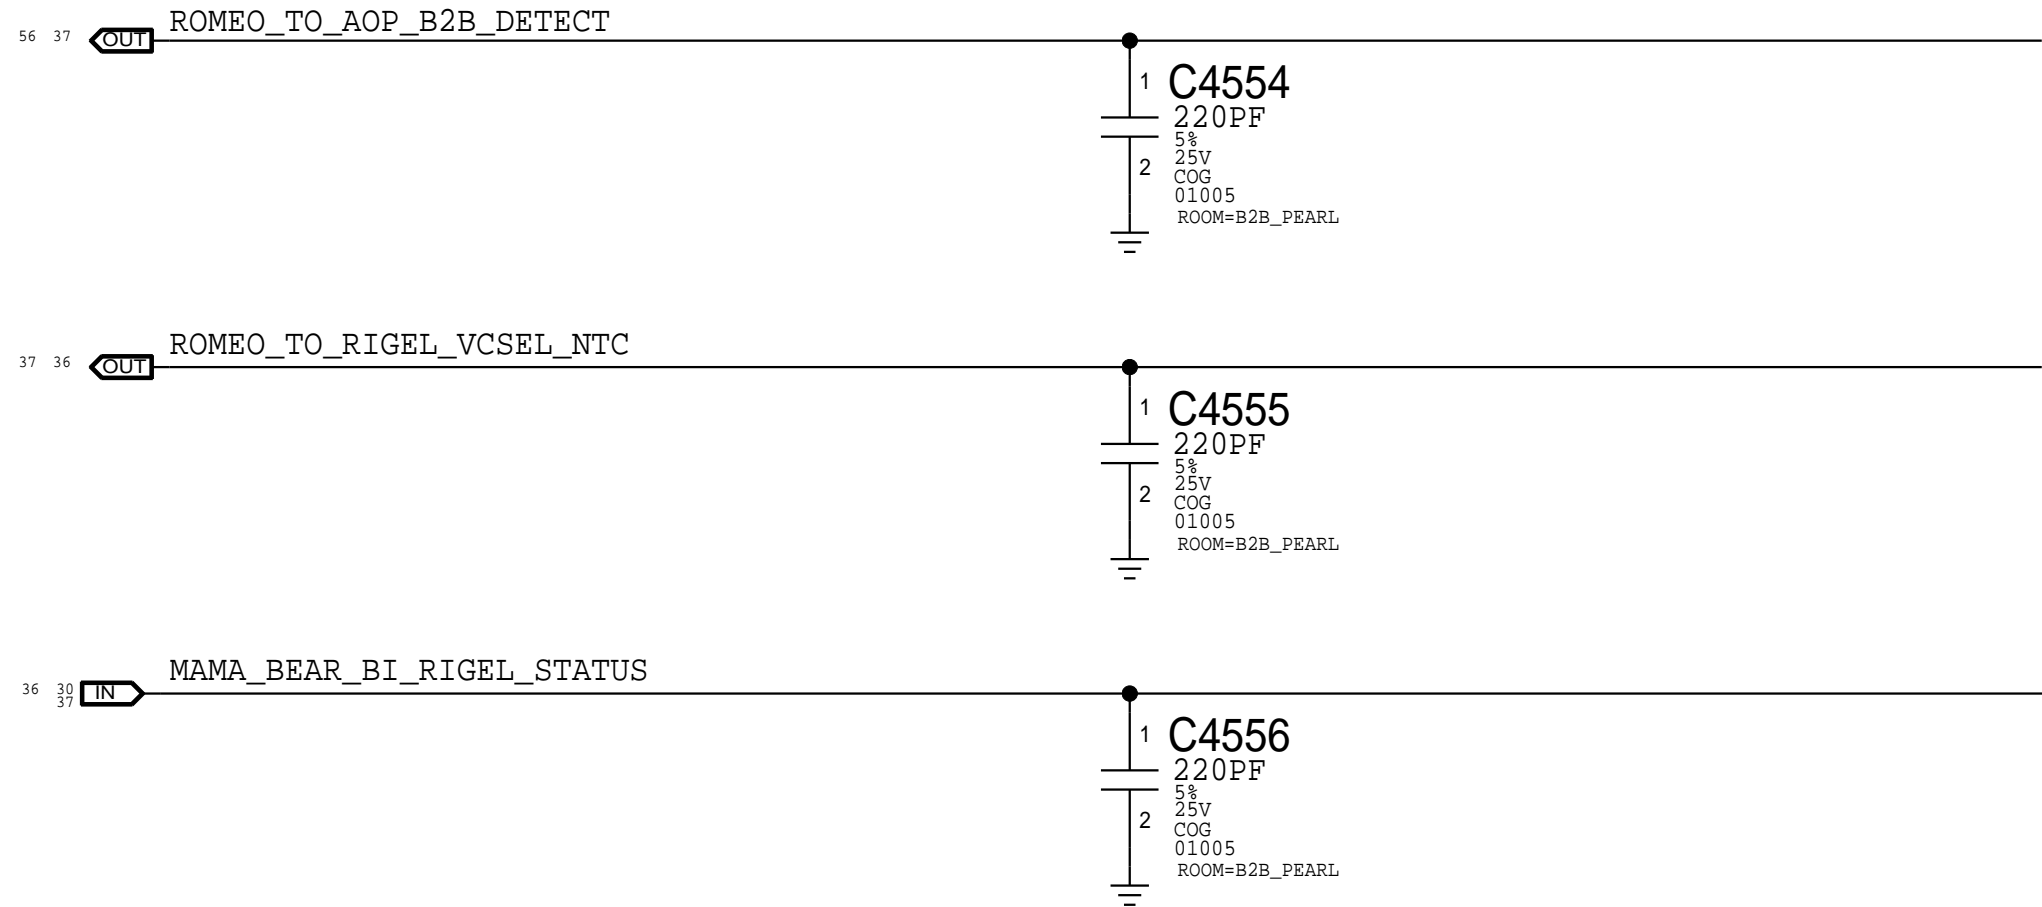 ROMEO_TO_AOP_B2B_DETECT
56 37 OUT
1 C4554
220PF
5%
25V
2
COG
01005
ROOM=B2B_PEARL
ROMEO_TO_RIGEL_VCSEL_NTC
37 36 OUT
1 C4555
220PF
5%
25V
2
COG
01005
ROOM=B2B_PEARL
MAMA_BEAR_BI_RIGEL_STATUS
36 30 IN
37
1 C4556
220PF
5%
25V
2
COG
01005
ROOM=B2B_PEARL